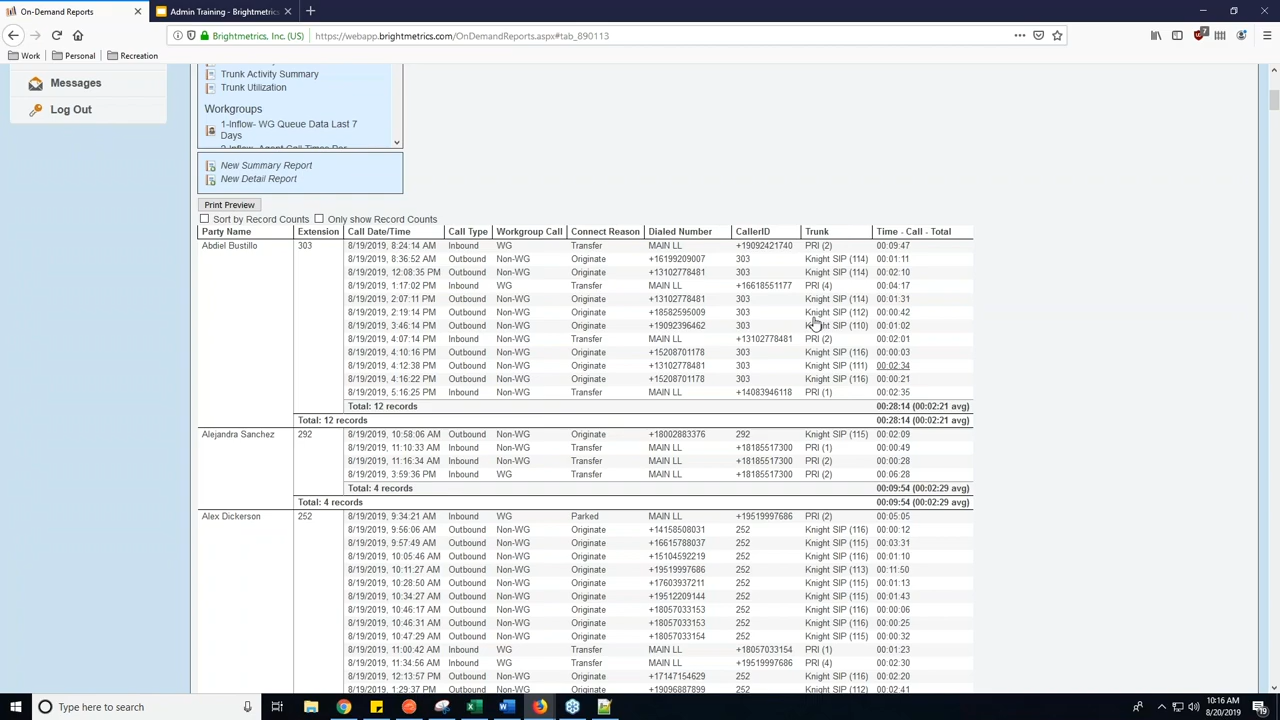 On-Demand Reports
Admin Training - Brightmetrics
Brightmetrics, Inc. (US)
https://webapp.brightmetrics.com/OnDemandReports.aspx#tab_890113
Work
Personal
Recreation
Messages
Log Out
Trunk Activity Summary
Trunk Utilization
Workgroups
1-Inflow- WG Queue Data Last 7
Days
New Summary Report
New Detail Report
Print Preview
Sort by Record Counts Only show Record Counts
Party Name Extension Call Date/Time Call Type Workgroup Call Connect Reason Dialed Number CallerID Trunk Time - Call - Total
Abdiel Bustillo 303 8/19/2019, 8:24:14 AM Inbound WG Transfer MAIN LL +19092421740 PRI (2) 00:09:47
8/19/2019, 8:36:52 AM Outbound Non-WG Originate +16199209007 303 Knight SIP (114) 00:01:11
8/19/2019, 12:08:35 PM Outbound Non-WG Originate +13102778481 303 Knight SIP (114) 00:02:10
8/19/2019, 1:17:02 PM Inbound WG Transfer MAIN LL +16618551177 PRI (4) 00:04:17
8/19/2019, 2:07:11 PM Outbound Non-WG Originate +13102778481 303 Knight SIP (114) 00:01:31
8/19/2019, 2:19:14 PM Outbound Non-WG Originate +18582595009 303 Knight SIP (112) 00:00:42
8/19/2019, 3:46:14 PM Outbound Non-WG Originate +19092396462 303 Knight SIP (110) 00:01:02
8/19/2019, 4:07:14 PM Inbound Non-WG Transfer MAIN LL +13102778481 PRI (2) 00:02:01
8/19/2019, 4:10:16 PM Outbound Non-WG Originate +15208701178 303 Knight SIP (116) 00:00:03
8/19/2019, 4:12:38 PM Outbound Non-WG Originate +13102778481 303 Knight SIP (111) 00:02:34
8/19/2019, 4:16:22 PM Outbound Non-WG Originate +15208701178 303 Knight SIP (116) 00:00:21
8/19/2019, 5:16:25 PM Inbound Non-WG Transfer MAIN LL +14083946118 PRI (1) 00:02:35
Total: 12 records 00:28:14 (00:02:21 avg)
Total: 12 records 00:28:14 (00:02:21 avg)
Alejandra Sanchez 292 8/19/2019, 10:58:06 AM Outbound Non-WG Originate +18002883376 292 Knight SIP (115) 00:02:09
8/19/2019, 11:10:33 AM Inbound Non-WG Transfer MAIN LL +18185517300 PRI (1) 00:00:49
8/19/2019, 11:16:34 AM Inbound Non-WG Transfer MAIN LL +18185517300 PRI (2) 00:00:28
8/19/2019, 3:59:36 PM Inbound WG Transfer MAIN LL +18185517300 PRI (2) 00:06:28
Total: 4 records 00:09:54 (00:02:29 avg)
Total: 4 records 00:09:54 (00:02:29 avg)
Alex Dickerson 252 8/19/2019, 9:34:21 AM Inbound WG Parked MAIN LL +19519997686 PRI (2) 00:05:05
8/19/2019, 9:56:06 AM Outbound Non-WG Originate +14158508031 252 Knight SIP (116) 00:00:12
8/19/2019, 9:57:49 AM Outbound Non-WG Originate +16615788037 252 Knight SIP (115) 00:03:31
8/19/2019, 10:05:46 AM Outbound Non-WG Originate +15104592219 252 Knight SIP (116) 00:01:10
8/19/2019, 10:11:27 AM Outbound Non-WG Originate +19519997686 252 Knight SIP (113) 00:11:50
8/19/2019, 10:28:50 AM Outbound Non-WG Originate +17603937211 252 Knight SIP (115) 00:01:13
8/19/2019, 10:34:27 AM Outbound Non-WG Originate +19512209144 252 Knight SIP (115) 00:01:43
8/19/2019, 10:46:17 AM Outbound Non-WG Originate +18057033153 252 Knight SIP (116) 00:00:06
8/19/2019, 10:46:31 AM Outbound Non-WG Originate +18057033153 252 Knight SIP (116) 00:00:25
8/19/2019, 10:47:29 AM Outbound Non-WG Originate +18057033154 252 Knight SIP (115) 00:00:32
8/19/2019, 11:00:42 AM Inbound WG Transfer MAIN LL +18057033154 PRI (1) 00:01:23
8/19/2019, 11:34:56 AM Inbound WG Transfer MAIN LL +19519997686 PRI (4) 00:02:30
8/19/2019, 12:13:57 PM Outbound Non-WG Originate +17147154629 252 Knight SIP (116) 00:02:20
8/19/2019, 1:29:37 PM Outbound Non-WG Originate +19096887899 252 Knight SIP (112) 00:02:41
Type here to search
10:16 AM
8/20/2019